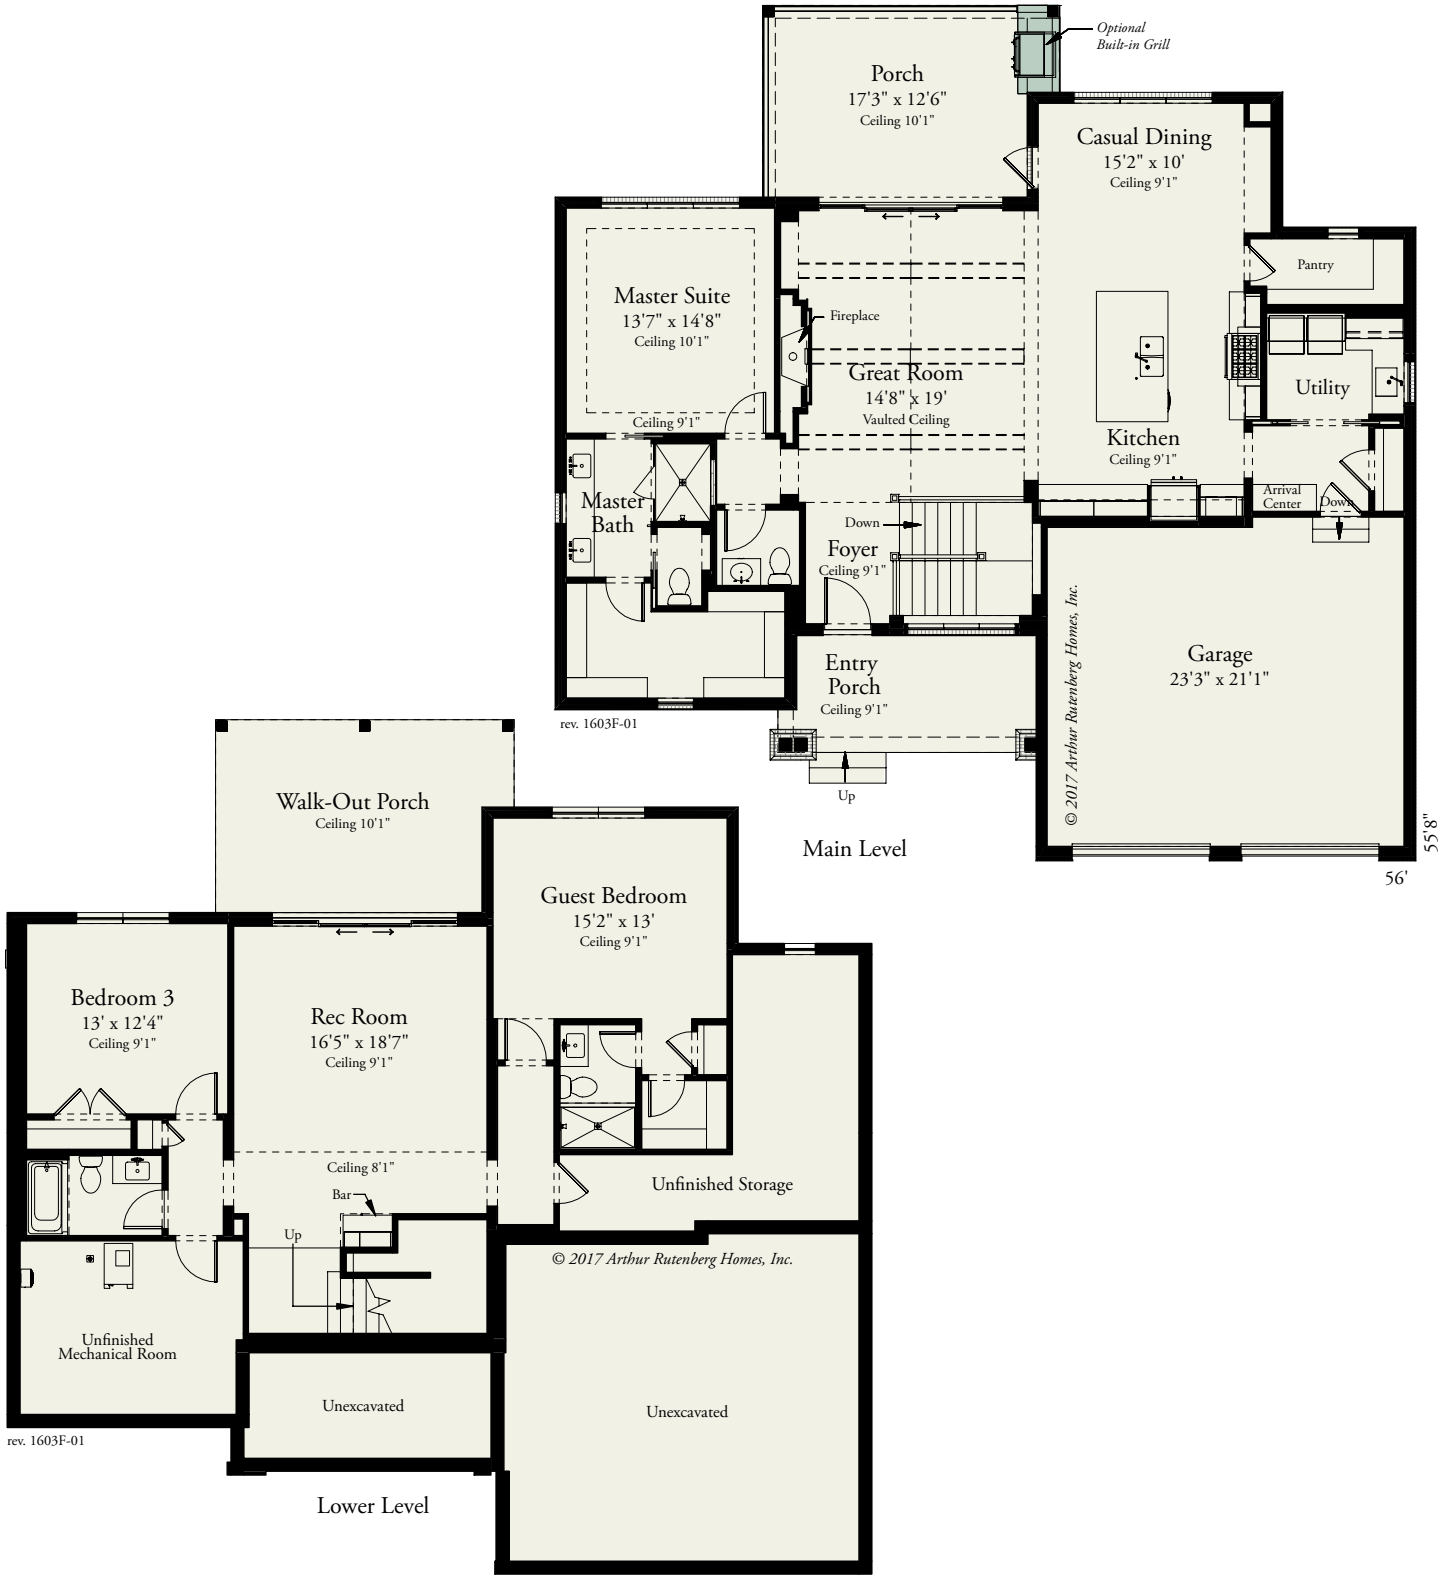 Optional
Built-in Grill
Porch
17'3" x 12'6"
Ceiling 10'1"
Casual Dining
15'2" x 10'
Ceiling 9'1"
Pantry
Master Suite
13'7" x 14'8"
Ceiling 10'1"
Ceiling 9'1"
Fireplace
Great Room
14'8" x 19'
Vaulted Ceiling
Utility
Kitchen
Ceiling 9'1"
Master
Bath
Arrival
Center
Down
Down
Foyer
Ceiling 9'1"
Entry
Porch
Ceiling 9'1"
Garage
23'3" x 21'1"
© 2017 Arthur Rutenberg Homes, Inc.
rev. 1603F-01
Up
Main Level
55'8"
56'
Walk-Out Porch
Ceiling 10'1"
Guest Bedroom
15'2" x 13'
Ceiling 9'1"
Bedroom 3
13' x 12'4"
Ceiling 9'1"
Rec Room
16'5" x 18'7"
Ceiling 9'1"
Ceiling 8'1"
Bar
Up
Unfinished Storage
© 2017 Arthur Rutenberg Homes, Inc.
Unfinished
Mechanical Room
Unexcavated
Unexcavated
rev. 1603F-01
Lower Level